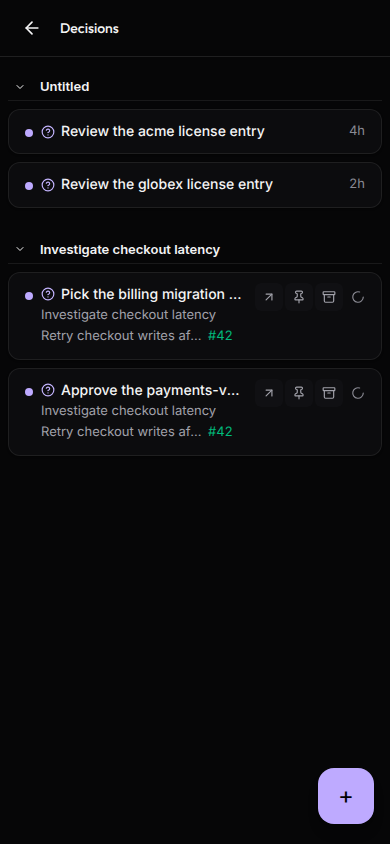 Decisions
Untitled
Review the acme license entry 4h
Review the globex license entry 2h
Investigate checkout latency
Pick the billing migration ...
Investigate checkout latency
Retry checkout writes af... #42
Approve the payments-v...
Investigate checkout latency
Retry checkout writes af... #42